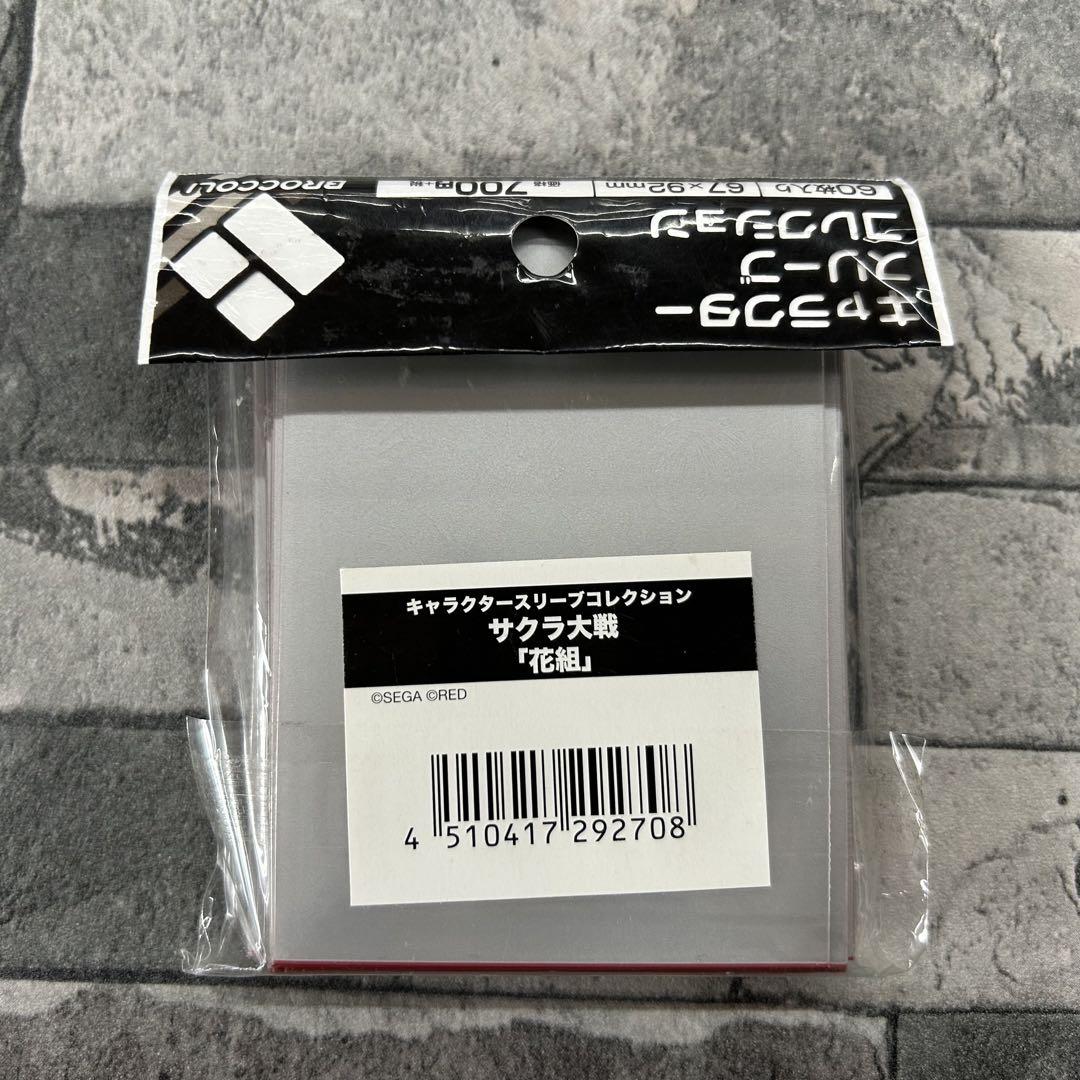 キャラクター
スリーブ
コレクション
60枚入り 67×92mm 価格 700円+税 BROCCOLI
キャラクタースリーブコレクション
サクラ大戦
「花組」
©SEGA ©RED
4 510417 292708